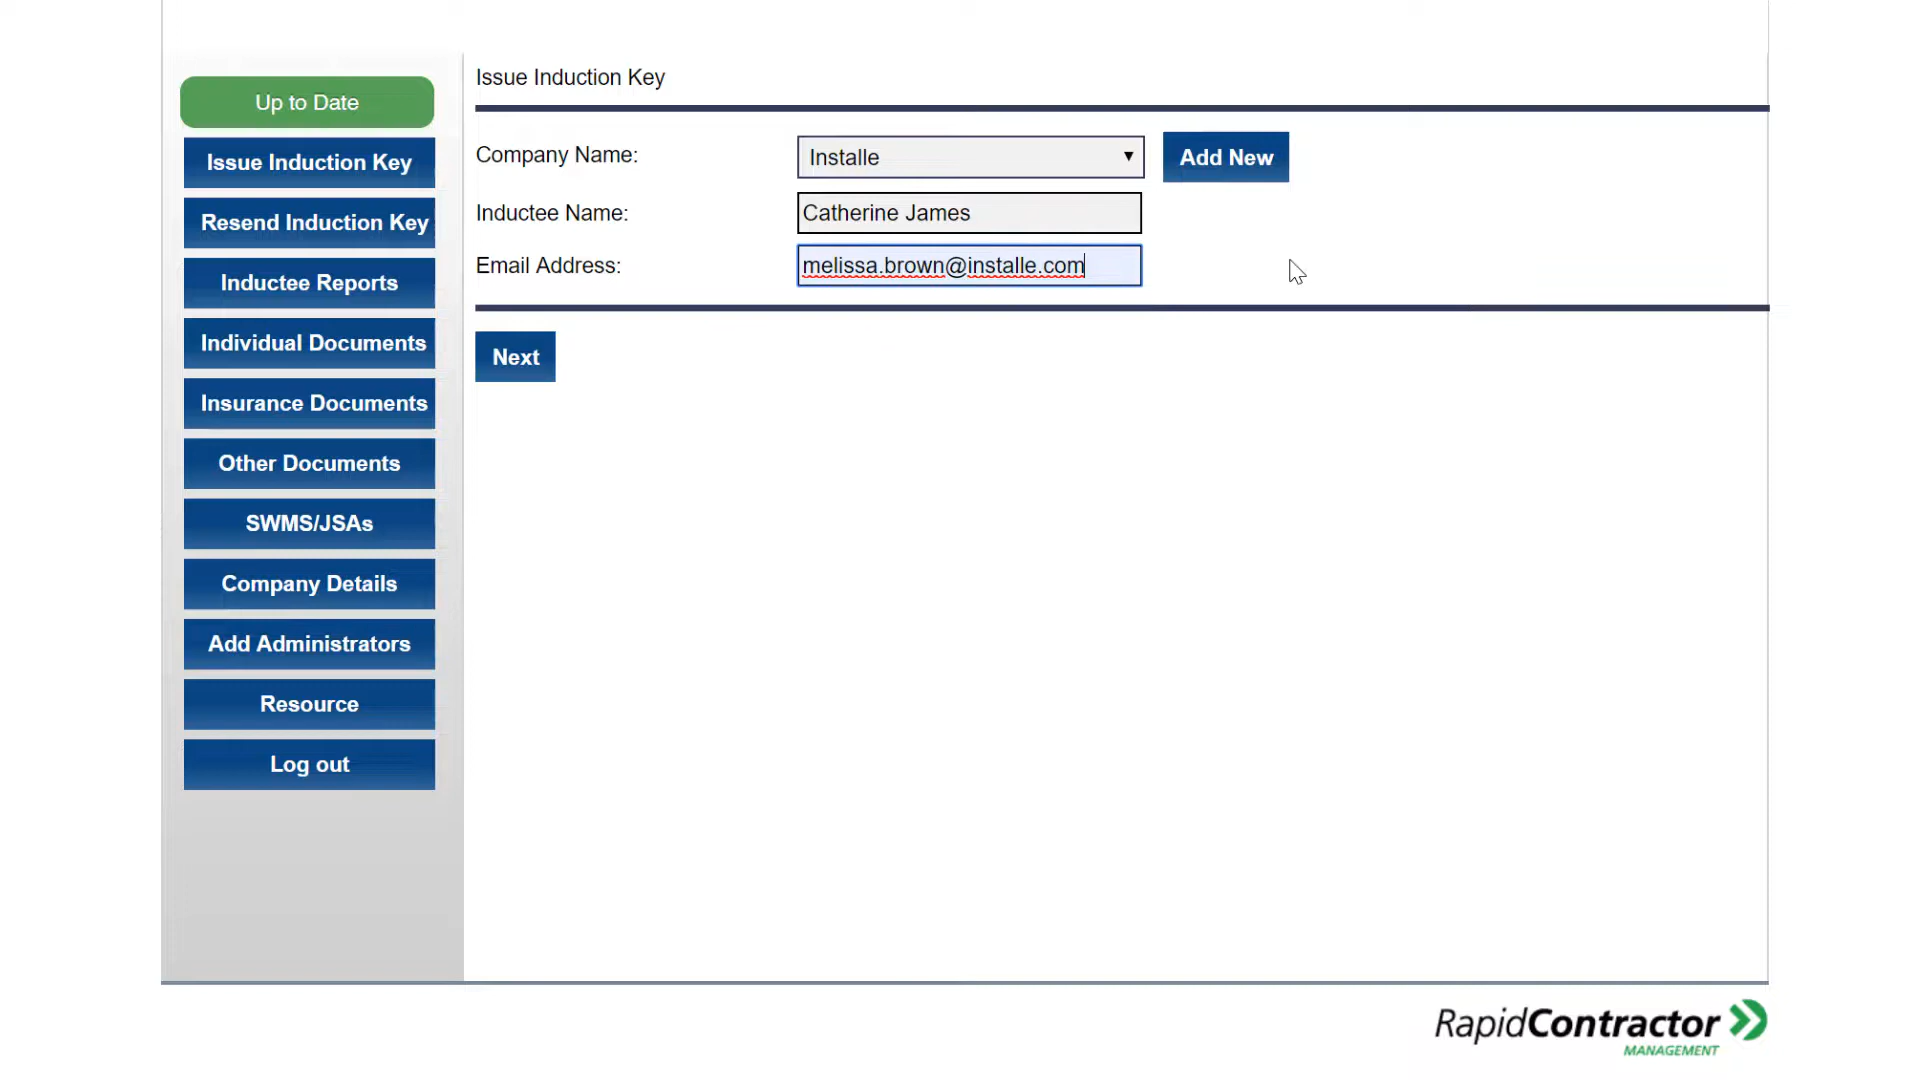 Up to Date
Issue Induction Key
Resend Induction Key
Inductee Reports
Individual Documents
Insurance Documents
Other Documents
SWMS/JSAs
Company Details
Add Administrators
Resource
Log out
Issue Induction Key
Company Name: Installe Add New
Inductee Name: Catherine James
Email Address: melissa.brown@installe.com
Next
RapidContractor
MANAGEMENT